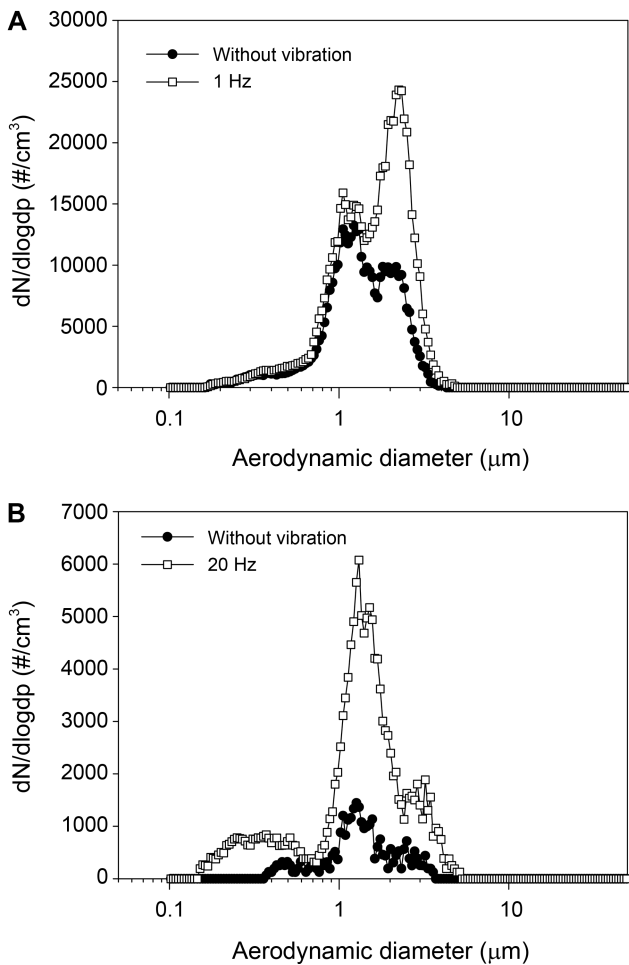 A
30000
25000
20000
15000
10000
5000
0
dN/dlogdp (#/cm³)
Without vibration
1 Hz
0.1 1 10
Aerodynamic diameter (μm)
B
7000
6000
5000
4000
3000
2000
1000
0
dN/dlogdp (#/cm³)
Without vibration
20 Hz
0.1 1 10
Aerodynamic diameter (μm)